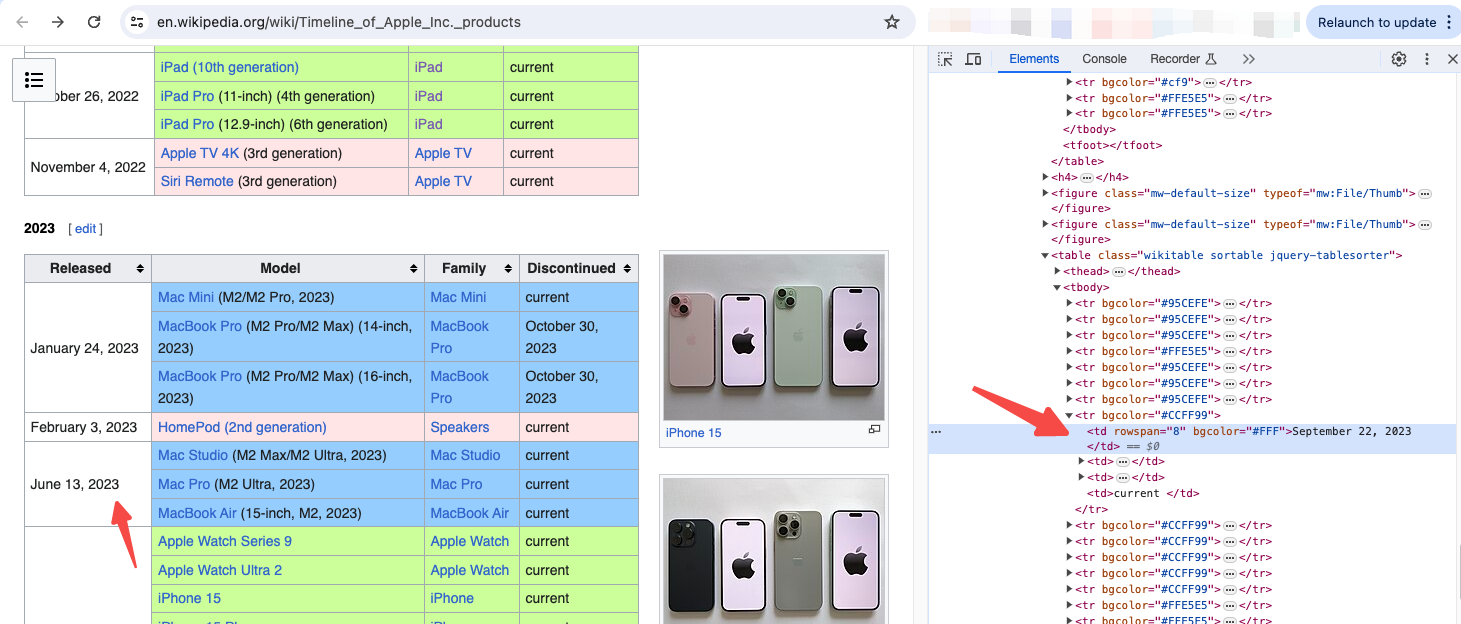 en.wikipedia.org/wiki/Timeline_of_Apple_Inc._products
Relaunch to update
iPad (10th generation) iPad current
ober 26, 2022 iPad Pro (11-inch) (4th generation) iPad current
iPad Pro (12.9-inch) (6th generation) iPad current
November 4, 2022 Apple TV 4K (3rd generation) Apple TV current
Siri Remote (3rd generation) Apple TV current
2023 [ edit ]
Released Model Family Discontinued
Mac Mini (M2/M2 Pro, 2023) Mac Mini current
January 24, 2023
MacBook Pro (M2 Pro/M2 Max) (14-inch, MacBook October 30,
2023) Pro 2023
MacBook Pro (M2 Pro/M2 Max) (16-inch, MacBook October 30,
2023) Pro 2023
February 3, 2023 HomePod (2nd generation) Speakers current
Mac Studio (M2 Max/M2 Ultra, 2023) Mac Studio current
June 13, 2023 Mac Pro (M2 Ultra, 2023) Mac Pro current
MacBook Air (15-inch, M2, 2023) MacBook Air current
Apple Watch Series 9 Apple Watch current
Apple Watch Ultra 2 Apple Watch current
iPhone 15 iPhone current
iPhone 15
Elements Console Recorder
<tr bgcolor="#cf9">…</tr>
<tr bgcolor="#FFE5E5">…</tr>
<tr bgcolor="#FFE5E5">…</tr>
</tbody>
<tfoot></tfoot>
</table>
<h4>…</h4>
<figure class="mw-default-size" typeof="mw:File/Thumb">…
</figure>
<figure class="mw-default-size" typeof="mw:File/Thumb">…
</figure>
<table class="wikitable sortable jquery-tablesorter">
<thead>…</thead>
<tbody>
<tr bgcolor="#95CEFE">…</tr>
<tr bgcolor="#95CEFE">…</tr>
<tr bgcolor="#95CEFE">…</tr>
<tr bgcolor="#FFE5E5">…</tr>
<tr bgcolor="#95CEFE">…</tr>
<tr bgcolor="#95CEFE">…</tr>
<tr bgcolor="#95CEFE">…</tr>
<tr bgcolor="#CCFF99">
… <td rowspan="8" bgcolor="#FFF">September 22, 2023
</td> == $0
<td>…</td>
<td>…</td>
<td>current </td>
</tr>
<tr bgcolor="#CCFF99">…</tr>
<tr bgcolor="#CCFF99">…</tr>
<tr bgcolor="#CCFF99">…</tr>
<tr bgcolor="#CCFF99">…</tr>
<tr bgcolor="#CCFF99">…</tr>
<tr bgcolor="#FFE5E5">…</tr>
<tr bgcolor="#FFE5E5">…</tr>